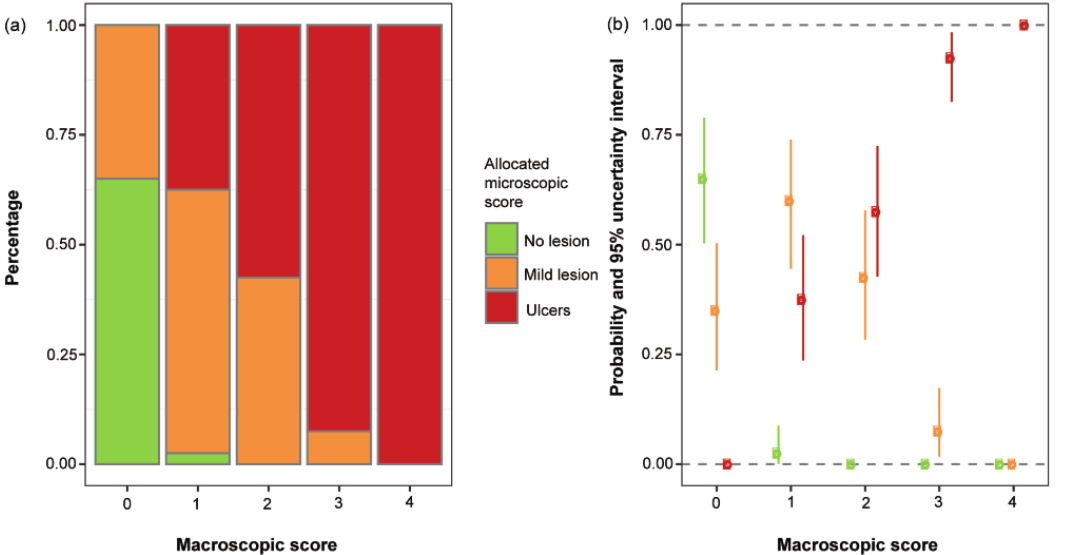 (a)
Percentage
1.00
0.75
0.50
0.25
0.00
0 1 2 3 4
Macroscopic score
Allocated
microscopic
score
No lesion
Mild lesion
Ulcers
(b)
Probability and 95% uncertainty interval
1.00
0.75
0.50
0.25
0.00
0 1 2 3 4
Macroscopic score